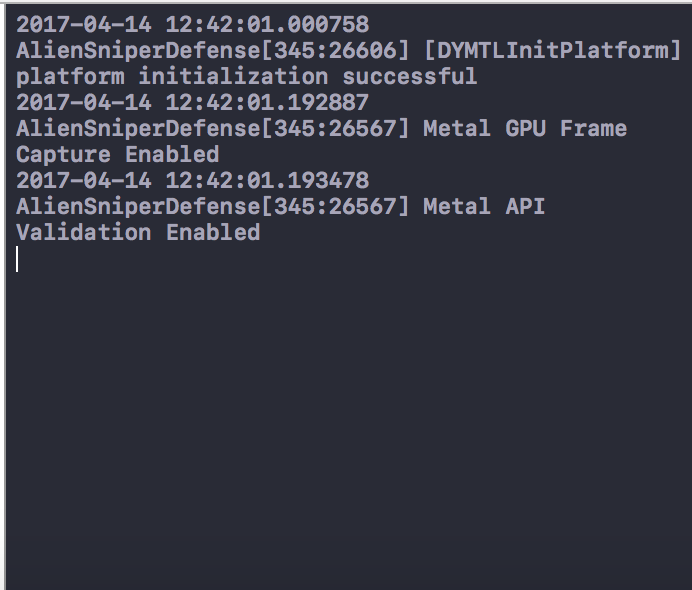 2017-04-14 12:42:01.000758
AlienSniperDefense[345:26606] [DYMTLInitPlatform]
platform initialization successful
2017-04-14 12:42:01.192887
AlienSniperDefense[345:26567] Metal GPU Frame
Capture Enabled
2017-04-14 12:42:01.193478
AlienSniperDefense[345:26567] Metal API
Validation Enabled